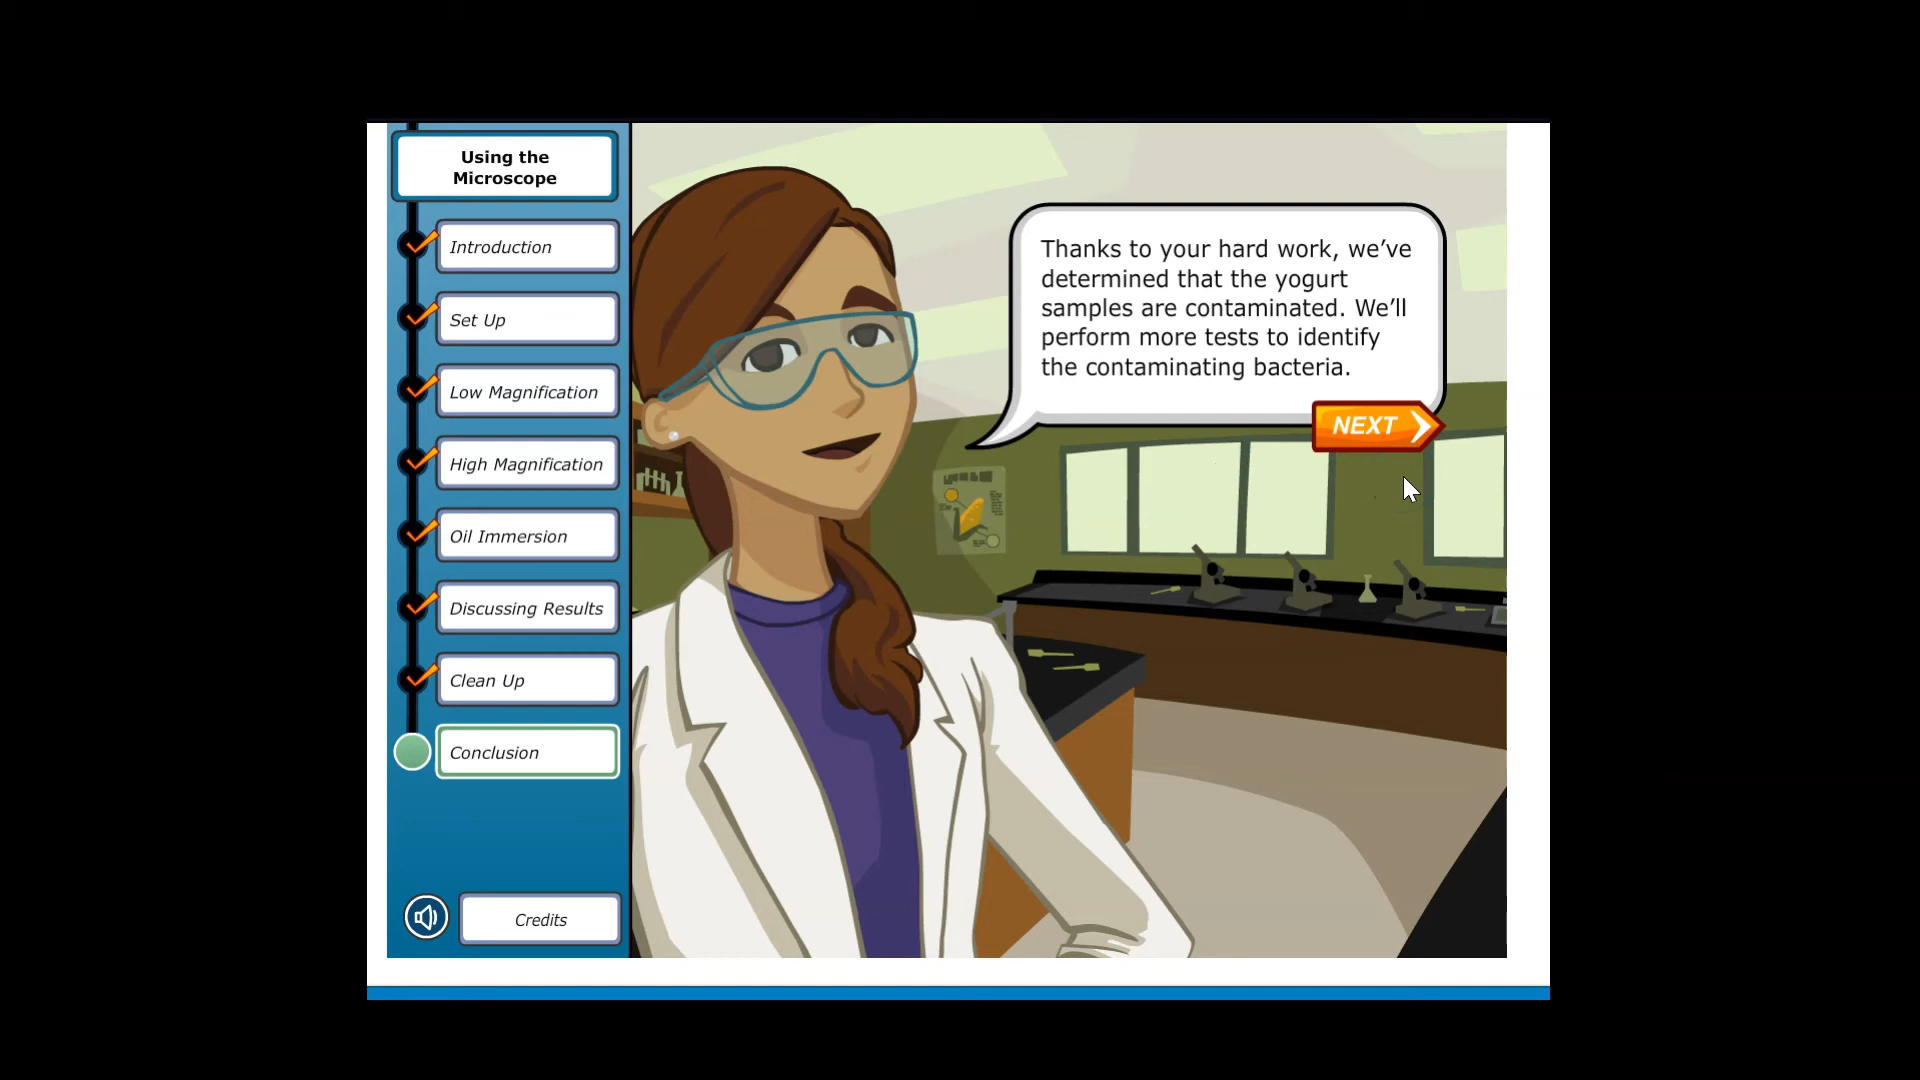 Using the
Microscope
Introduction
Set Up
Low Magnification
High Magnification
Oil Immersion
Discussing Results
Clean Up
Conclusion
Credits
Thanks to your hard work, we’ve
determined that the yogurt
samples are contaminated. We’ll
perform more tests to identify
the contaminating bacteria.
NEXT